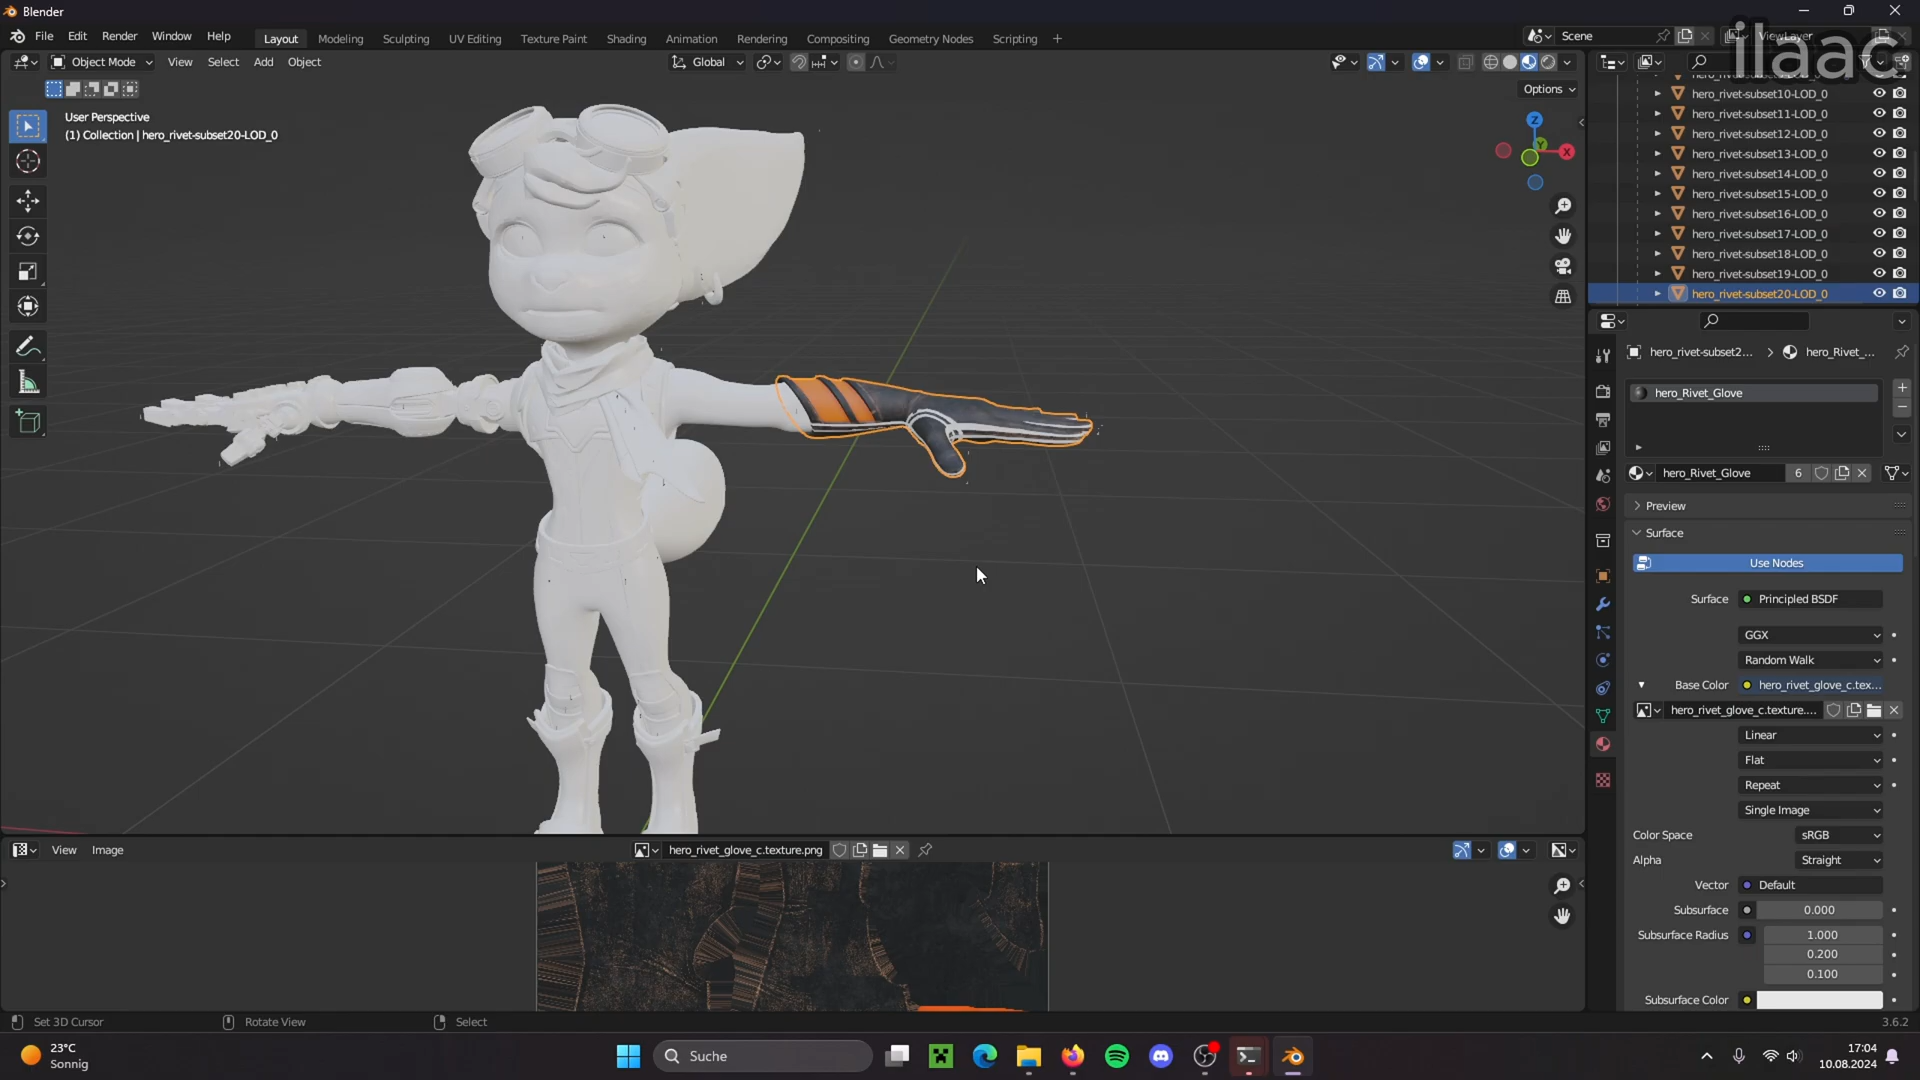 Blender
File Edit Render Window Help
Layout Modeling Sculpting UV Editing Texture Paint Shading Animation Rendering Compositing Geometry Nodes Scripting +
Scene
ViewLayer
ilaac
Object Mode View Select Add Object
Global
Options
User Perspective
(1) Collection | hero_rivet-subset20-LOD_0
Z
Y
X
hero_rivet-subset10-LOD_0
hero_rivet-subset11-LOD_0
hero_rivet-subset12-LOD_0
hero_rivet-subset13-LOD_0
hero_rivet-subset14-LOD_0
hero_rivet-subset15-LOD_0
hero_rivet-subset16-LOD_0
hero_rivet-subset17-LOD_0
hero_rivet-subset18-LOD_0
hero_rivet-subset19-LOD_0
hero_rivet-subset20-LOD_0
hero_rivet-subset2... > hero_Rivet_...
hero_Rivet_Glove
hero_Rivet_Glove 6
Preview
Surface
Use Nodes
Surface Principled BSDF
GGX
Random Walk
Base Color hero_rivet_glove_c.tex...
hero_rivet_glove_c.texture....
Linear
Flat
Repeat
Single Image
Color Space sRGB
Alpha Straight
Vector Default
Subsurface 0.000
Subsurface Radius 1.000
0.200
0.100
Subsurface Color
View Image
hero_rivet_glove_c.texture.png
Set 3D Cursor Rotate View Select
3.6.2
23°C
Sonnig
Suche
17:04
10.08.2024